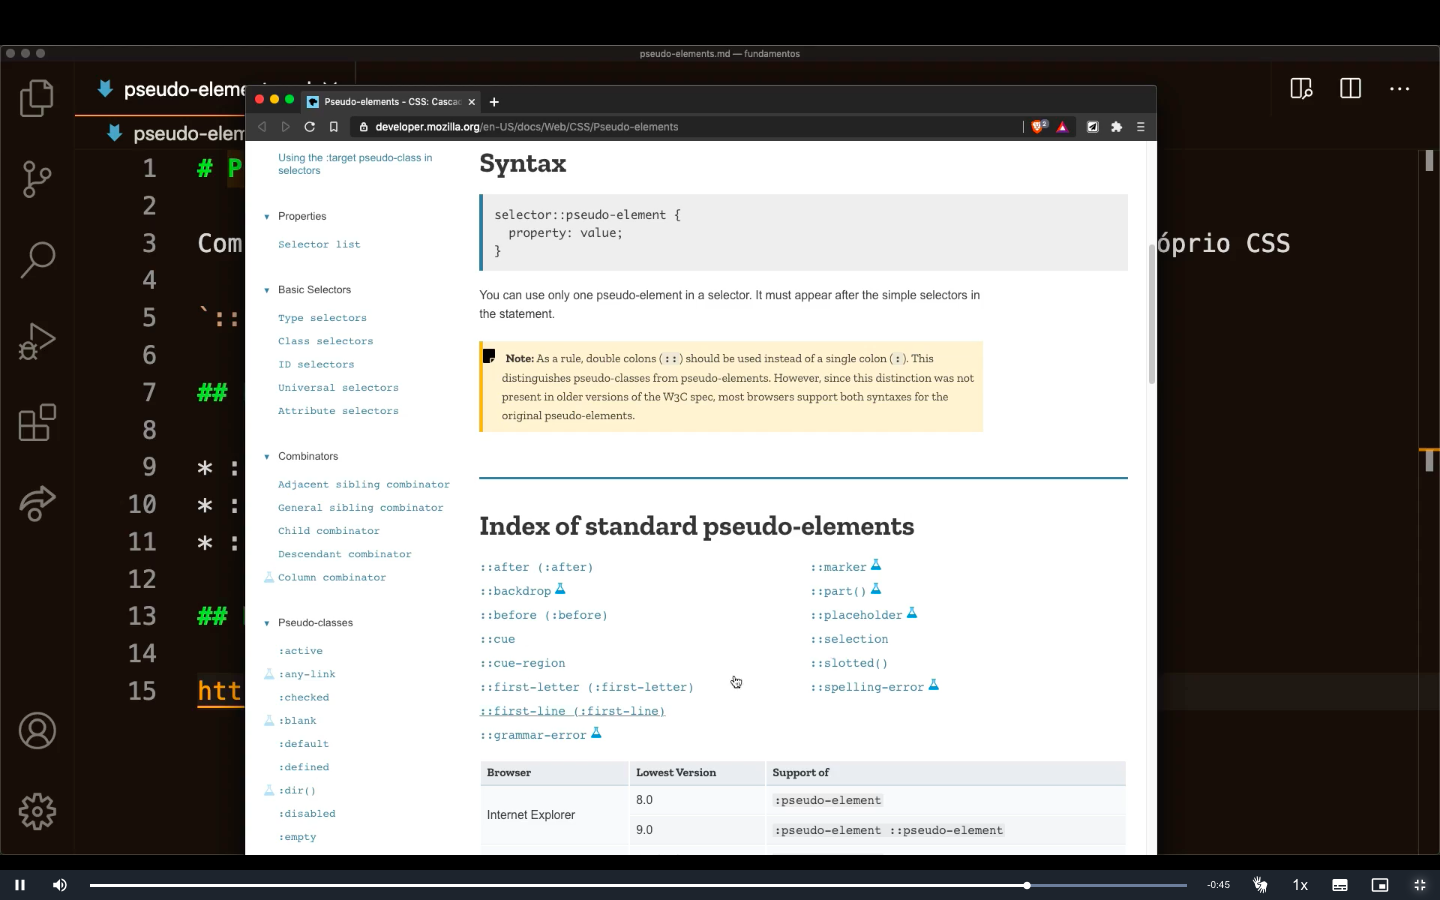 pseudo-elements.md — fundamentos
pseudo-eleme
Pseudo-elements - CSS: Casca
developer.mozilla.org/en-US/docs/Web/CSS/Pseudo-elements
2
pseudo-elem
1 # P
2
3 Com
óprio CSS
4
5 `::
6
7 ##
8
9 * :
10 * :
11 * :
12
13 ##
14
15 htt
Using the :target pseudo-class in
selectors
Properties
Selector list
Basic Selectors
Type selectors
Class selectors
ID selectors
Universal selectors
Attribute selectors
Combinators
Adjacent sibling combinator
General sibling combinator
Child combinator
Descendant combinator
Column combinator
Pseudo-classes
:active
:any-link
:checked
:blank
:default
:defined
:dir()
:disabled
:empty
Syntax
selector::pseudo-element {
property: value;
}
You can use only one pseudo-element in a selector. It must appear after the simple selectors in
the statement.
Note: As a rule, double colons (::) should be used instead of a single colon (:). This
distinguishes pseudo-classes from pseudo-elements. However, since this distinction was not
present in older versions of the W3C spec, most browsers support both syntaxes for the
original pseudo-elements.
Index of standard pseudo-elements
::after (:after)
::backdrop
::before (:before)
::cue
::cue-region
::first-letter (:first-letter)
::first-line (:first-line)
::grammar-error
::marker
::part()
::placeholder
::selection
::slotted()
::spelling-error
Browser Lowest Version Support of
Internet Explorer
8.0 :pseudo-element
9.0 :pseudo-element ::pseudo-element
-0:45
1x